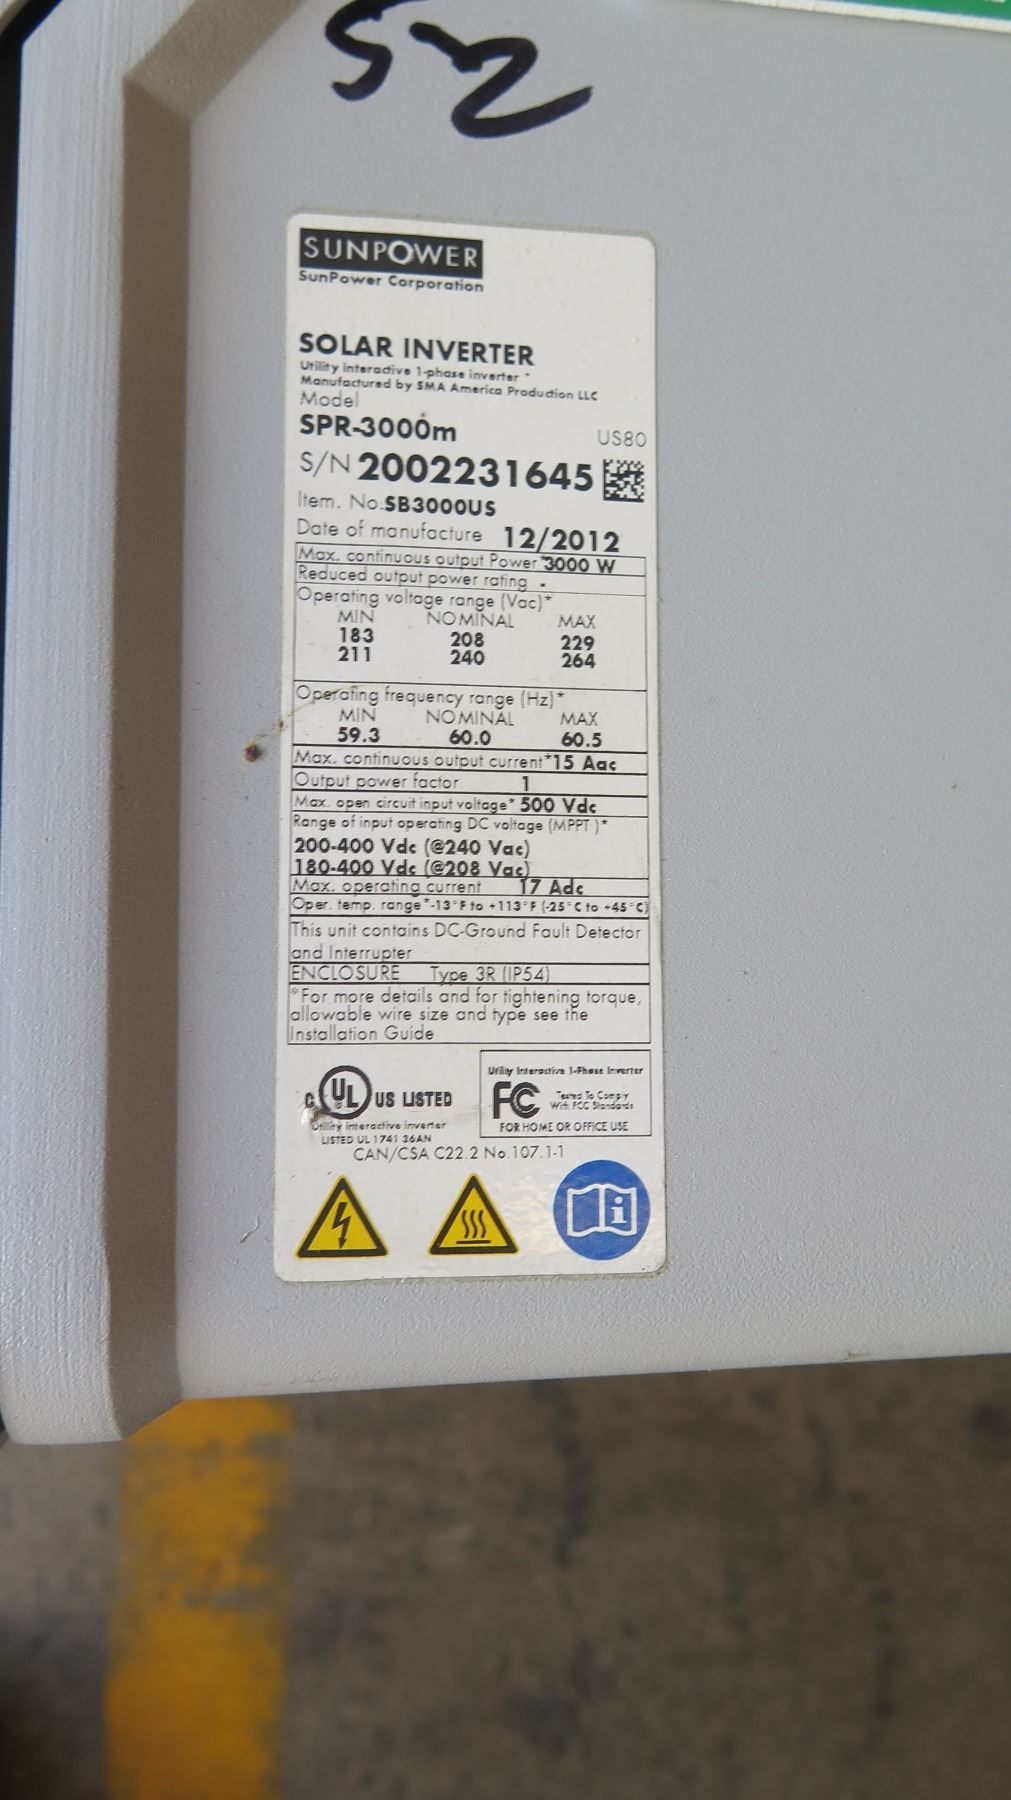 S-2
SUNPOWER
SunPower Corporation
SOLAR INVERTER
Utility interactive 1-phase inverter *
Manufactured by SMA America Production LLC
Model
SPR-3000m US80
S/N 2002231645
Item. No.SB3000US
Date of manufacture 12/2012
Max. continuous output Power *3000 W
Reduced output power rating -
Operating voltage range (Vac)*
MIN NOMINAL MAX
183 208 229
211 240 264
Operating frequency range (Hz)*
MIN NOMINAL MAX
59.3 60.0 60.5
Max. continuous output current*15 Aac
Output power factor 1
Max. open circuit input voltage* 500 Vdc
Range of input operating DC voltage (MPPT )*
200-400 Vdc (@240 Vac)
180-400 Vdc (@208 Vac)
Max. operating current 17 Adc
Oper. temp. range*-13°F to +113°F (-25°C to +45°C)
This unit contains DC-Ground Fault Detector
and Interrupter
ENCLOSURE Type 3R (IP54)
*For more details and for tightening torque,
allowable wire size and type see the
Installation Guide
C UL US LISTED
Utility interactive inverter
LISTED UL 1741 36AN
Utility Interactive 1-Phase Inverter
FC Tested To Comply
With FCC Standards
FOR HOME OR OFFICE USE
CAN/CSA C22.2 No.107.1-1
i